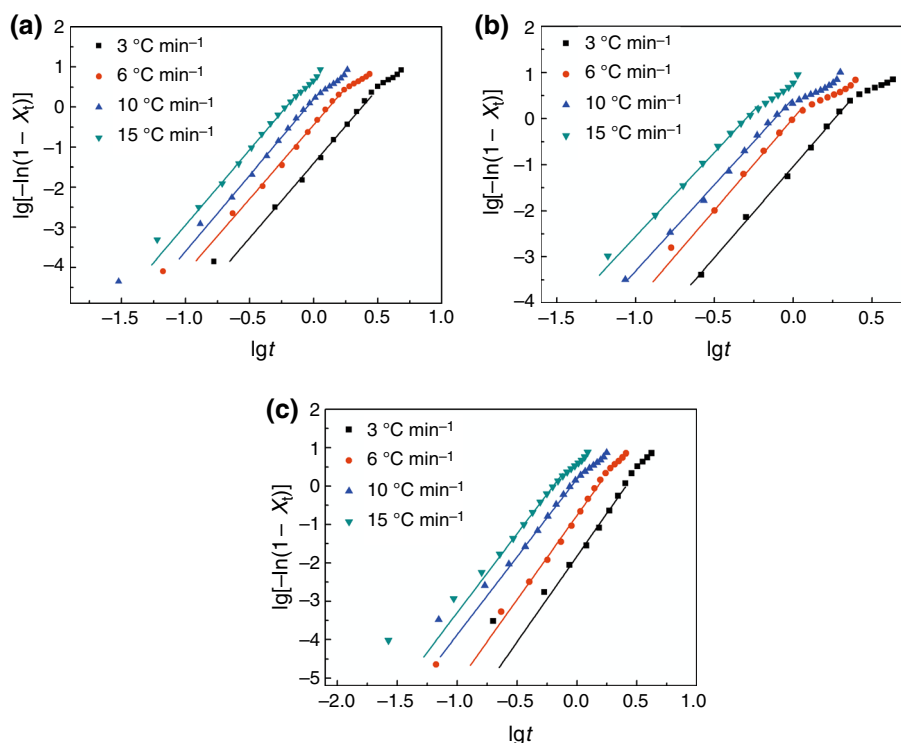 (a)
2
1
0
−1
−2
−3
−4
lg[−ln(1 − Xt)]
3 °C min−1
6 °C min−1
10 °C min−1
15 °C min−1
−1.5 −1.0 −0.5 0.0 0.5 1.0
lgt
(b)
2
1
0
−1
−2
−3
−4
lg[−ln(1 − Xt)]
3 °C min−1
6 °C min−1
10 °C min−1
15 °C min−1
−1.5 −1.0 −0.5 0.0 0.5
lgt
(c)
2
1
0
−1
−2
−3
−4
−5
lg[−ln(1 − Xt)]
3 °C min−1
6 °C min−1
10 °C min−1
15 °C min−1
−2.0 −1.5 −1.0 −0.5 0.0 0.5 1.0
lgt